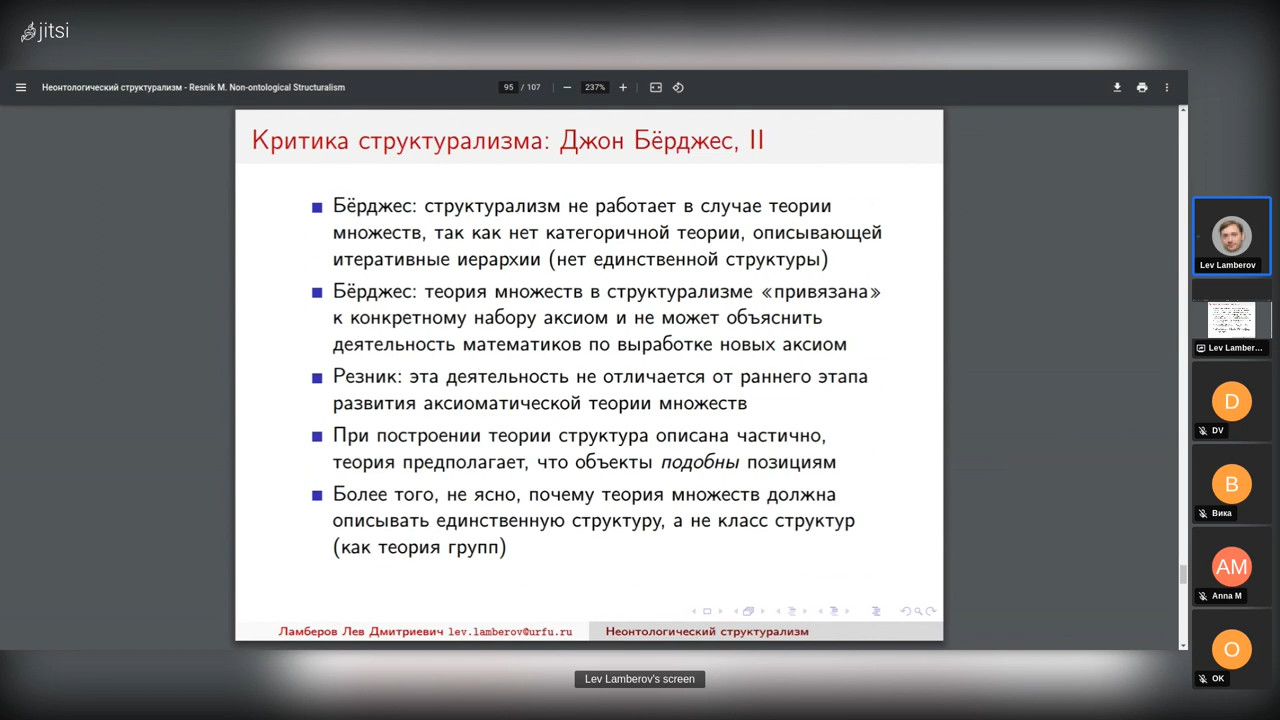 jitsi
Неонтологический структурализм - Resnik M. Non-ontological Structuralism
95 / 107
237%
Критика структурализма: Джон Бёрджес, II
Бёрджес: структурализм не работает в случае теории
множеств, так как нет категоричной теории, описывающей
итеративные иерархии (нет единственной структуры)
Бёрджес: теория множеств в структурализме «привязана»
к конкретному набору аксиом и не может объяснить
деятельность математиков по выработке новых аксиом
Резник: эта деятельность не отличается от раннего этапа
развития аксиоматической теории множеств
При построении теории структура описана частично,
теория предполагает, что объекты подобны позициям
Более того, не ясно, почему теория множеств должна
описывать единственную структуру, а не класс структур
(как теория групп)
Ламберов Лев Дмитриевич lev.lamberov@urfu.ru
Неонтологический структурализм
Lev Lamberov's screen
Lev Lamberov
Lev Lamber...
D
DV
В
Вика
AM
Anna M
O
OK